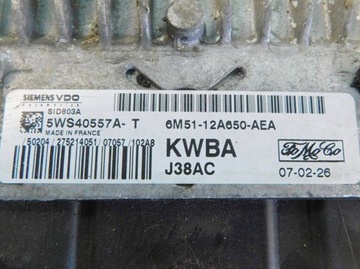 SIEMENS VDO
SID803A
5WS40557A- T
MADE IN FRANCE
/50204 / 275214051 / 07057 / 102A8
6M51-12A650-AEA
KWBA
J38AC
FoMoCo
07-02-26